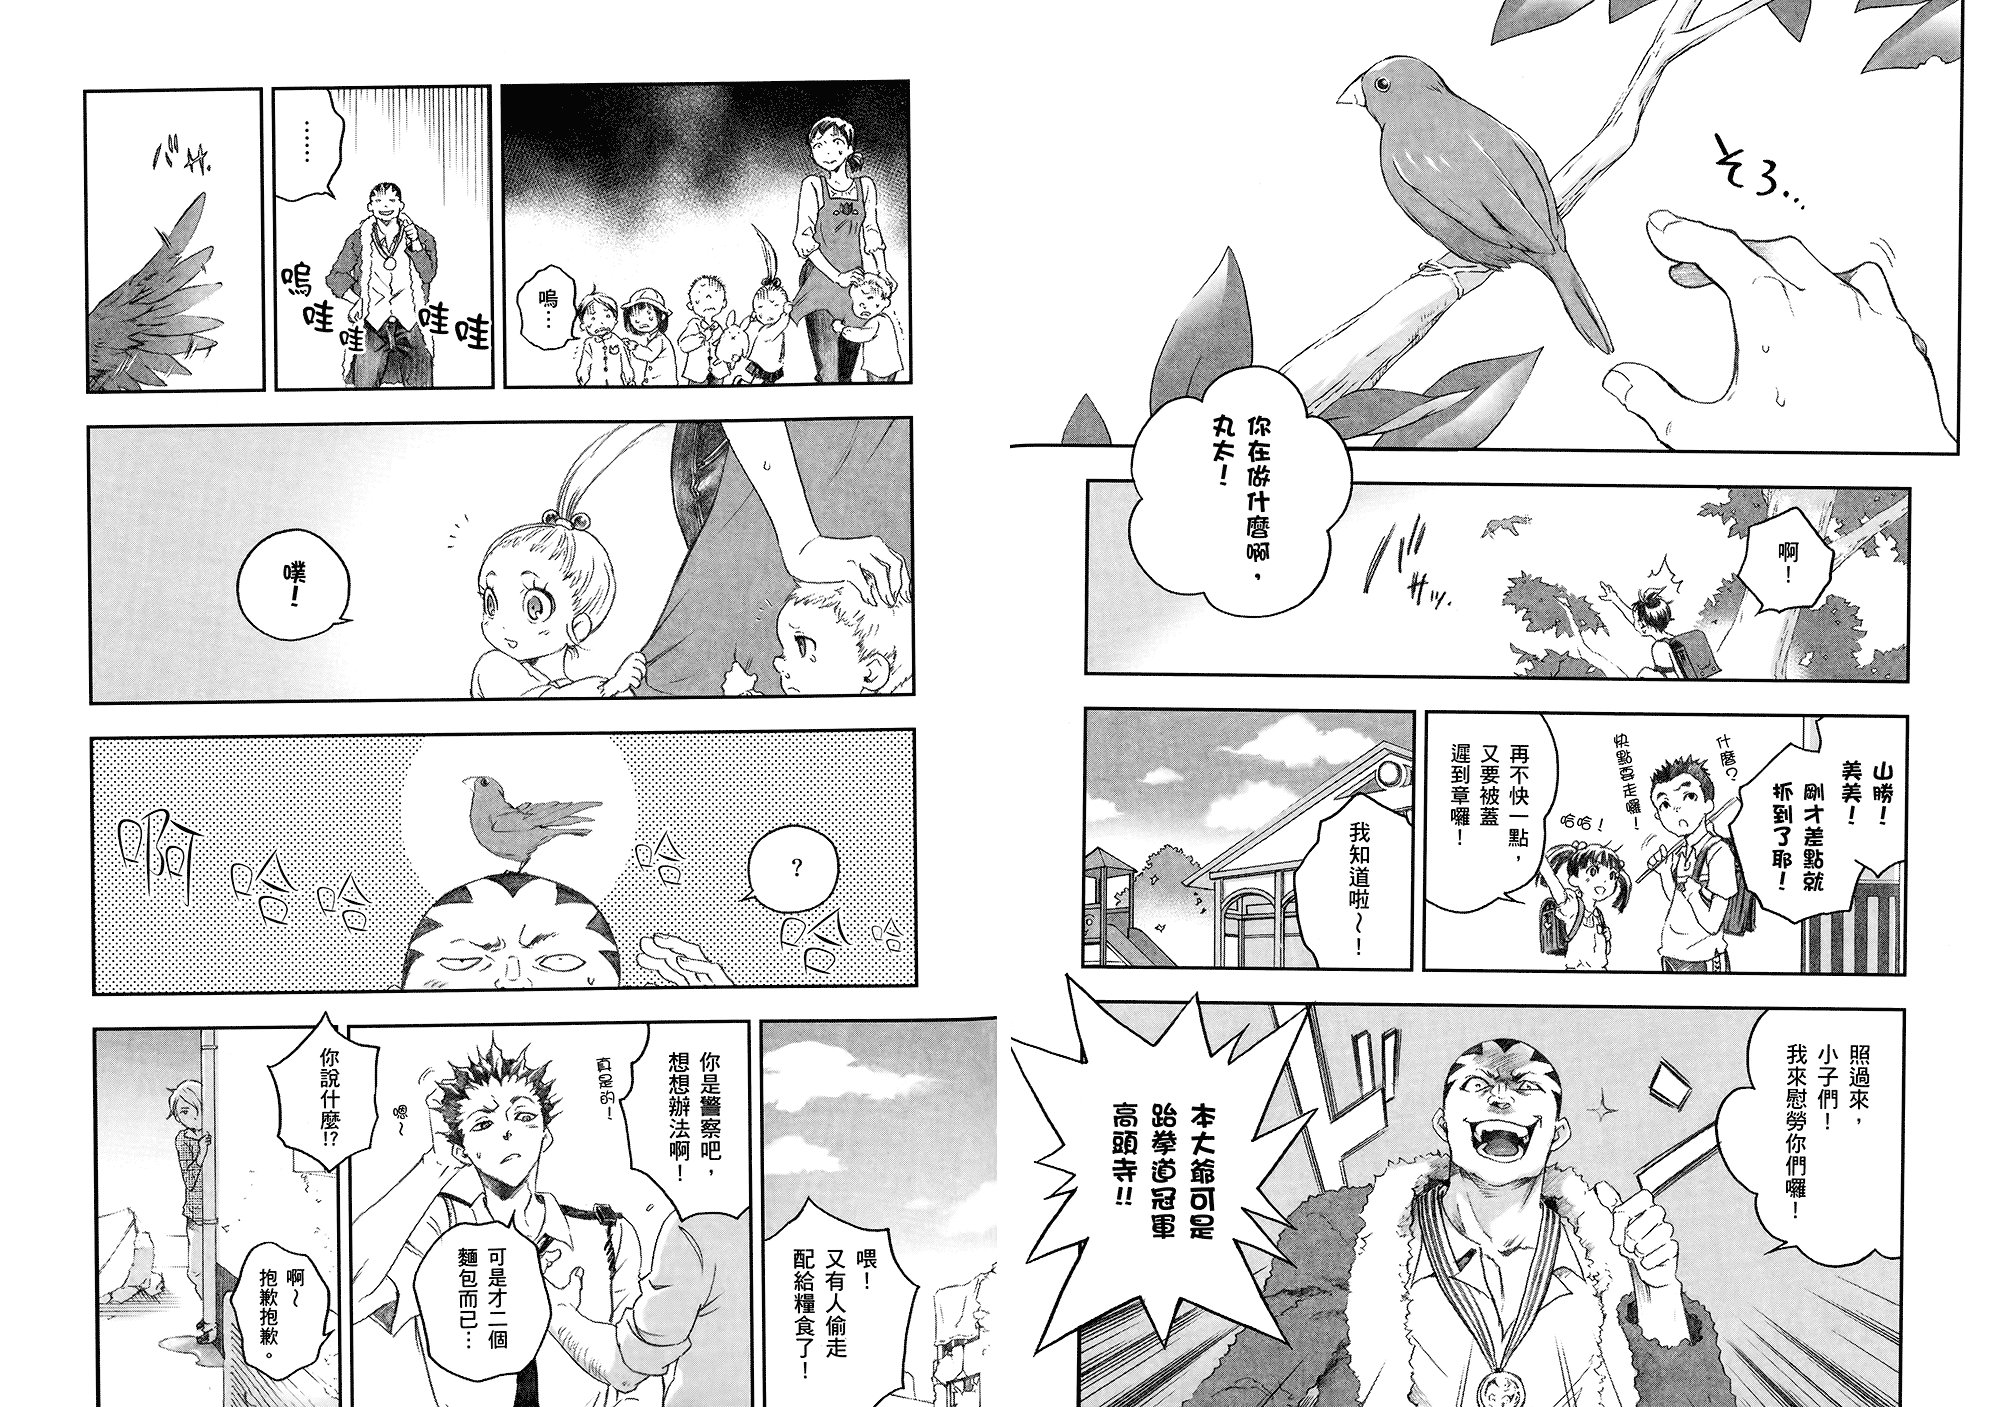 そろ…
你在做什麼啊，
丸太！
啊！
バサッ
山勝！
美美！
剛才差點就
抓到了耶！
什麼？
快點要走囉！
哈哈！
再不快一點，
又要被蓋
遲到章囉！
我知道啦～！
照過來，
小子們！
我來慰勞你們囉！
本大爺可是
跆拳道冠軍
高頭寺!!
嗚…
……
嗚
哇
哇
哇
哇
バサ
噗！
？
哈
哈
哈
哈
哈
啊
喂！
又有人偷走
配給糧食了！
你是警察吧，
想想辦法啊！
真是的！
嗯～
可是才二個
麵包而已…
你說什麼!?
啊～
抱歉抱歉。